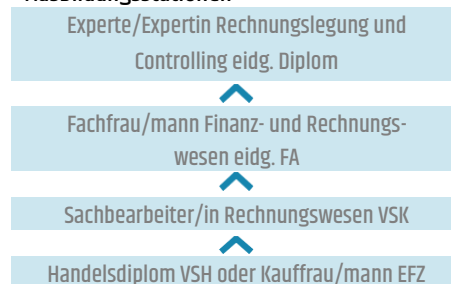 Ausbildungsstationen
Experte/Expertin Rechnungslegung und
Controlling eidg. Diplom
Fachfrau/mann Finanz- und Rechnungs-
wesen eidg. FA
Sachbearbeiter/in Rechnungswesen VSK
Handelsdiplom VSH oder Kauffrau/mann EFZ